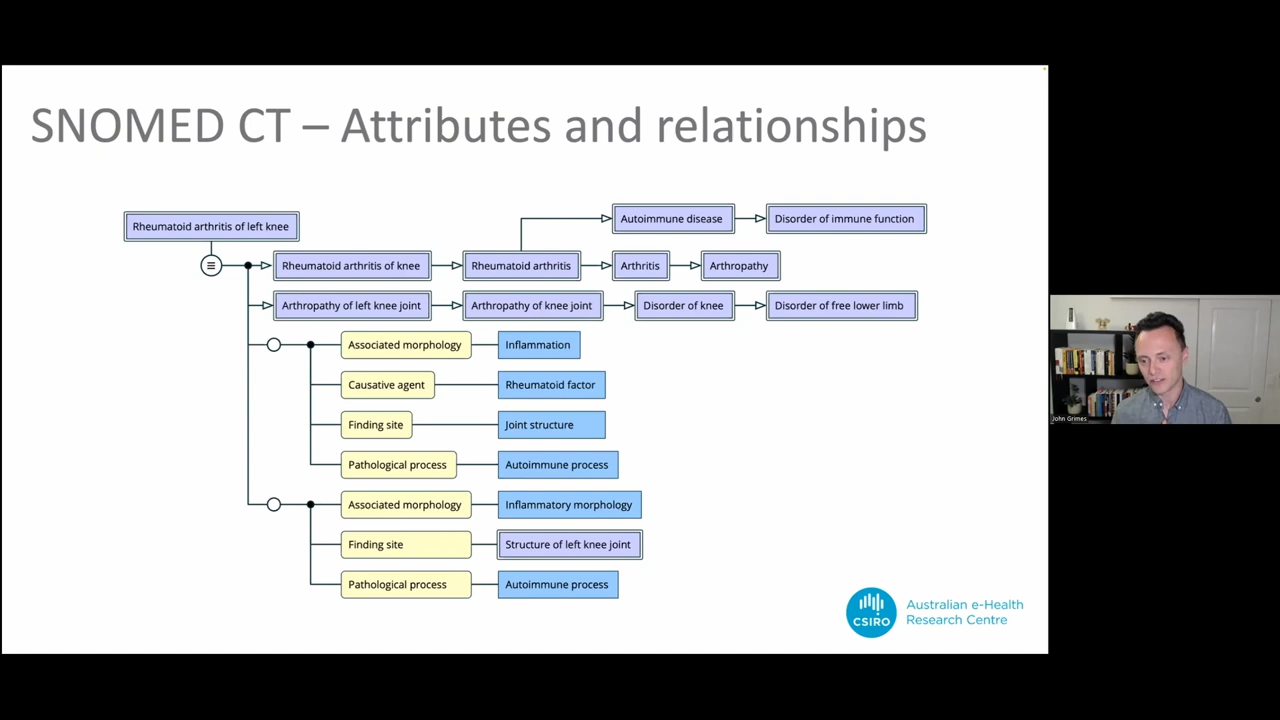 SNOMED CT – Attributes and relationships
Rheumatoid arthritis of left knee
Autoimmune disease
Disorder of immune function
Rheumatoid arthritis of knee
Rheumatoid arthritis
Arthritis
Arthropathy
Arthropathy of left knee joint
Arthropathy of knee joint
Disorder of knee
Disorder of free lower limb
Associated morphology
Inflammation
Causative agent
Rheumatoid factor
Finding site
Joint structure
Pathological process
Autoimmune process
Associated morphology
Inflammatory morphology
Finding site
Structure of left knee joint
Pathological process
Autoimmune process
CSIRO
Australian e-Health
Research Centre
John Grimes